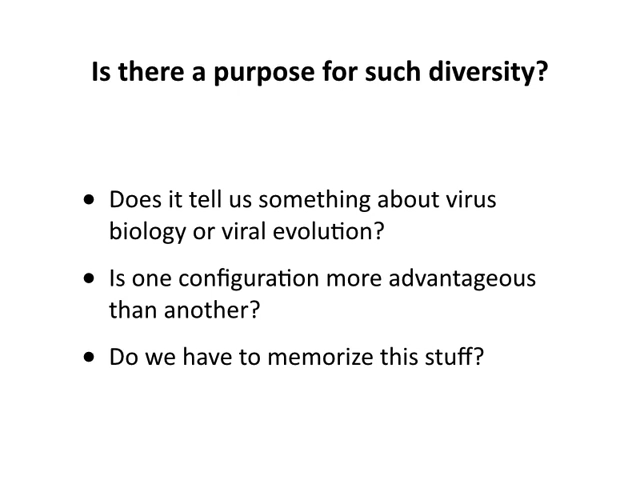 Is there a purpose for such diversity?
• Does it tell us something about virus
biology or viral evolution?
• Is one configuration more advantageous
than another?
• Do we have to memorize this stuff?